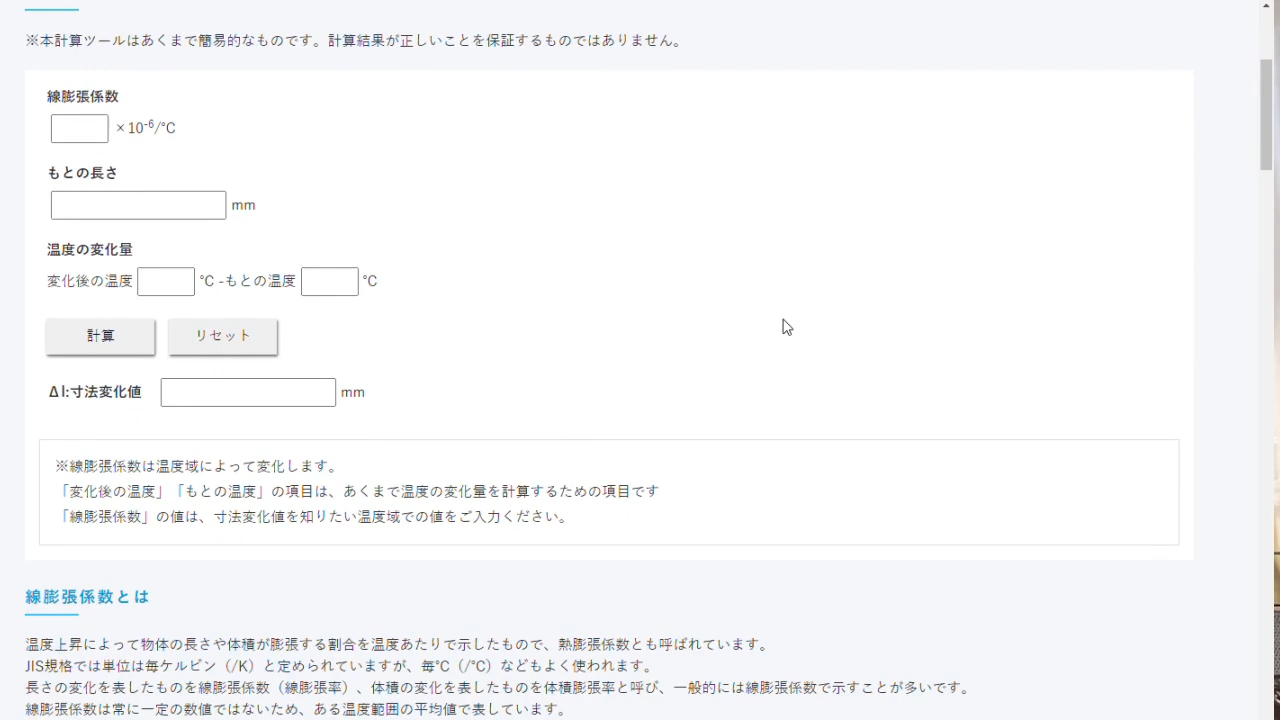 ※本計算ツールはあくまで簡易的なものです。計算結果が正しいことを保証するものではありません。
線膨張係数
×10⁻⁶/℃
もとの長さ
mm
温度の変化量
変化後の温度 ℃ -もとの温度 ℃
計算 リセット
Δl:寸法変化値 mm
※線膨張係数は温度域によって変化します。
「変化後の温度」「もとの温度」の項目は、あくまで温度の変化量を計算するための項目です
「線膨張係数」の値は、寸法変化値を知りたい温度域での値をご入力ください。
線膨張係数とは
温度上昇によって物体の長さや体積が膨張する割合を温度あたりで示したもので、熱膨張係数とも呼ばれています。
JIS規格では単位は毎ケルビン（/K）と定められていますが、毎℃（/℃）などもよく使われます。
長さの変化を表したものを線膨張係数（線膨張率）、体積の変化を表したものを体積膨張率と呼び、一般的には線膨張係数で示すことが多いです。
線膨張係数は常に一定の数値ではないため、ある温度範囲の平均値で表しています。